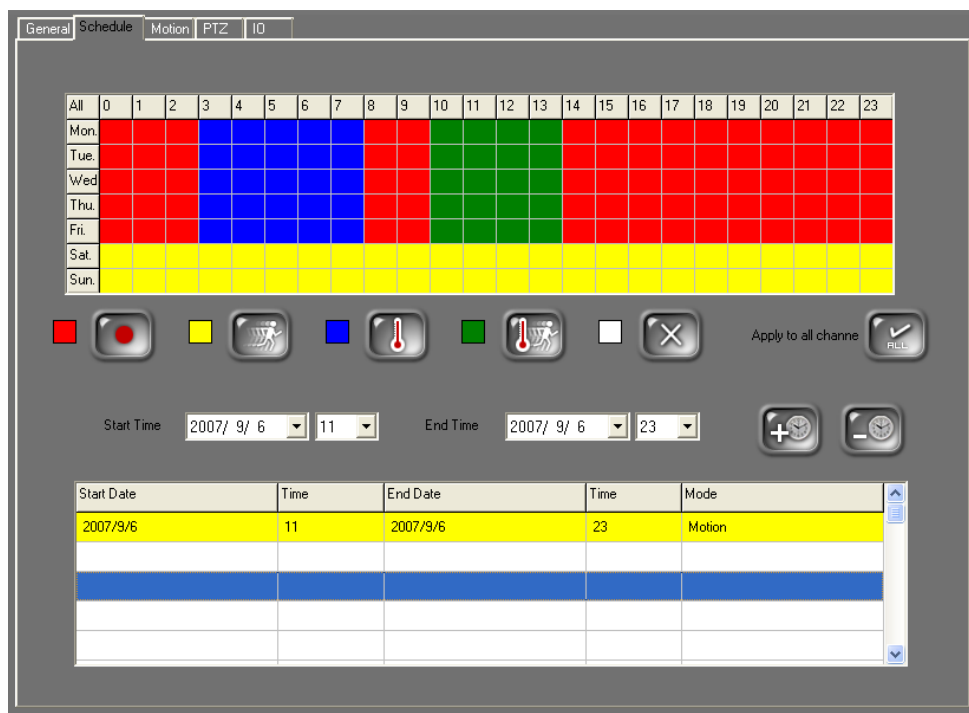 General Schedule Motion PTZ IO
All 0 1 2 3 4 5 6 7 8 9 10 11 12 13 14 15 16 17 18 19 20 21 22 23
Mon.
Tue.
Wed
Thu.
Fri.
Sat.
Sun.
Apply to all channe
ALL
Start Time 2007/ 9/ 6 11 End Time 2007/ 9/ 6 23
Start Date Time End Date Time Mode
2007/9/6 11 2007/9/6 23 Motion